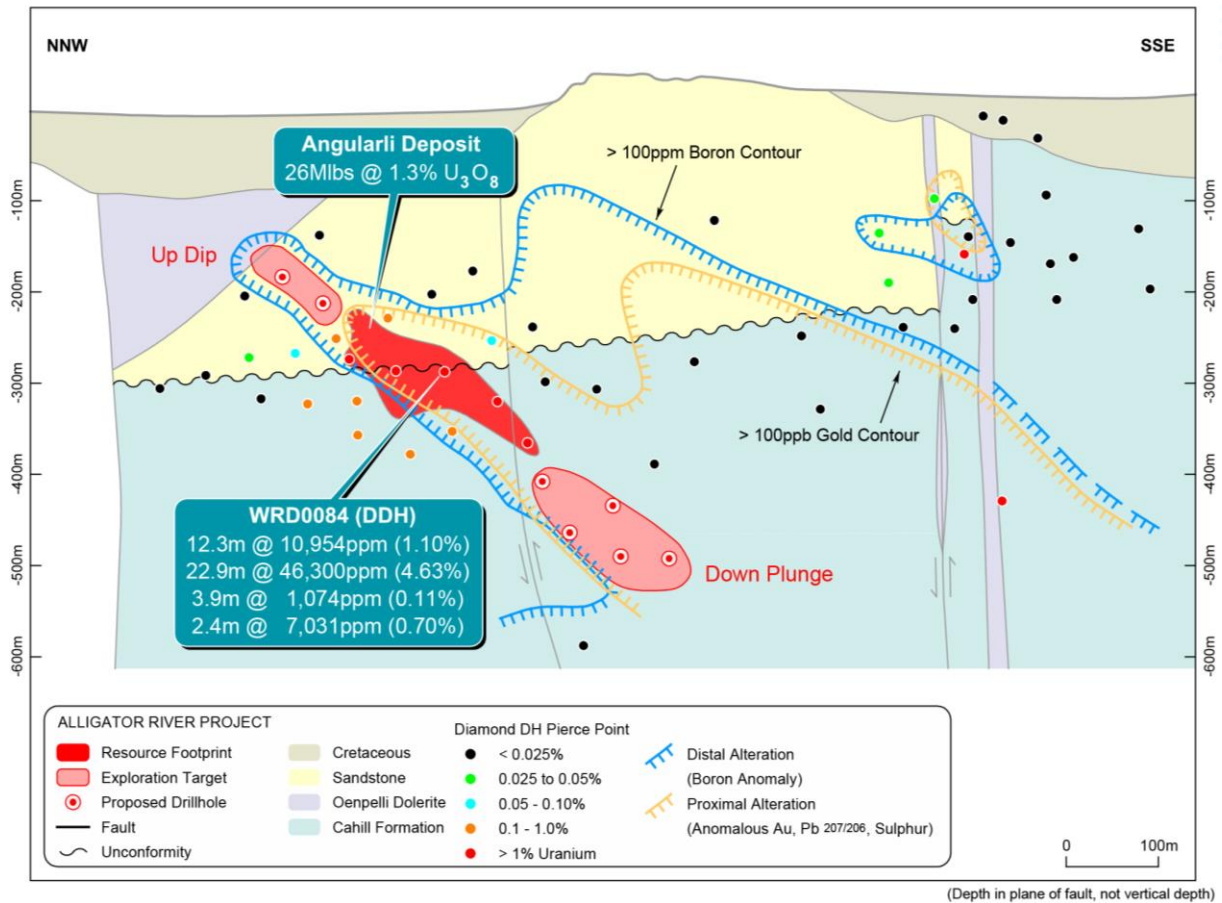 NNW
SSE
Angularli Deposit
26Mlbs @ 1.3% U3O8
> 100ppm Boron Contour
Up Dip
-100m
-200m
-300m
-400m
-500m
-600m
-100m
-200m
-300m
-400m
-500m
-600m
> 100ppb Gold Contour
WRD0084 (DDH)
12.3m @ 10,954ppm (1.10%)
22.9m @ 46,300ppm (4.63%)
3.9m @ 1,074ppm (0.11%)
2.4m @ 7,031ppm (0.70%)
Down Plunge
ALLIGATOR RIVER PROJECT
Resource Footprint
Exploration Target
Proposed Drillhole
Fault
Unconformity
Cretaceous
Sandstone
Oenpelli Dolerite
Cahill Formation
Diamond DH Pierce Point
< 0.025%
0.025 to 0.05%
0.05 - 0.10%
0.1 - 1.0%
> 1% Uranium
Distal Alteration
(Boron Anomaly)
Proximal Alteration
(Anomalous Au, Pb 207/206, Sulphur)
0 100m
(Depth in plane of fault, not vertical depth)